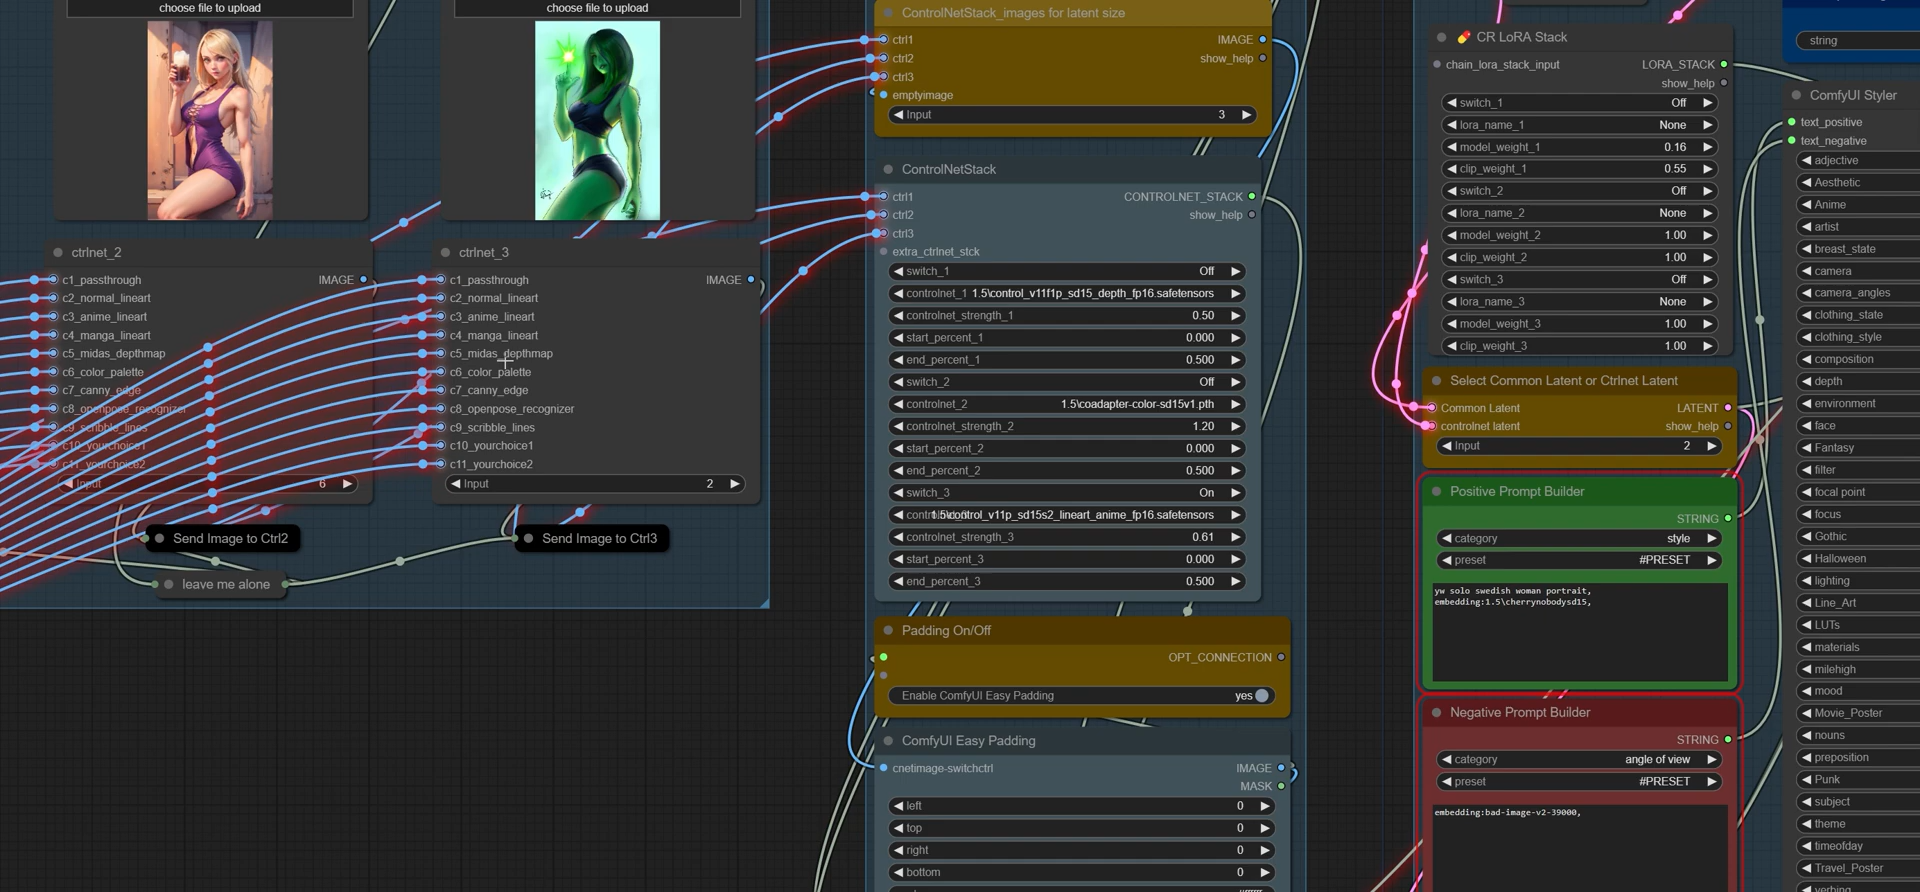 choose file to upload
choose file to upload
ctrlnet_2
c1_passthrough
IMAGE
c2_normal_lineart
c3_anime_lineart
c4_manga_lineart
c5_midas_depthmap
c6_color_palette
c7_canny_edge
c8_openpose_recognizer
c9_scribble_lines
c10_yourchoice1
c11_yourchoice2
Input 6
Send Image to Ctrl2
leave me alone
ctrlnet_3
c1_passthrough
IMAGE
c2_normal_lineart
c3_anime_lineart
c4_manga_lineart
c5_midas_depthmap
c6_color_palette
c7_canny_edge
c8_openpose_recognizer
c9_scribble_lines
c10_yourchoice1
c11_yourchoice2
Input 2
Send Image to Ctrl3
ControlNetStack_images for latent size
ctrl1 IMAGE
ctrl2 show_help
ctrl3
emptyimage
Input 3
ControlNetStack
ctrl1 CONTROLNET_STACK
ctrl2 show_help
ctrl3
extra_ctrlnet_stck
switch_1 Off
controlnet_1 1.5\control_v11f1p_sd15_depth_fp16.safetensors
controlnet_strength_1 0.50
start_percent_1 0.000
end_percent_1 0.500
switch_2 Off
controlnet_2 1.5\coadapter-color-sd15v1.pth
controlnet_strength_2 1.20
start_percent_2 0.000
end_percent_2 0.500
switch_3 On
1.5\control_v11p_sd15s2_lineart_anime_fp16.safetensors
controlnet_strength_3 0.61
start_percent_3 0.000
end_percent_3 0.500
Padding On/Off
OPT_CONNECTION
Enable ComfyUI Easy Padding yes
ComfyUI Easy Padding
cnetimage-switchctrl IMAGE
MASK
left 0
top 0
right 0
bottom 0
CR LoRA Stack
chain_lora_stack_input LORA_STACK
show_help
switch_1 Off
lora_name_1 None
model_weight_1 0.16
clip_weight_1 0.55
switch_2 Off
lora_name_2 None
model_weight_2 1.00
clip_weight_2 1.00
switch_3 Off
lora_name_3 None
model_weight_3 1.00
clip_weight_3 1.00
Select Common Latent or Ctrlnet Latent
Common Latent LATENT
controlnet latent show_help
Input 2
Positive Prompt Builder
STRING
category style
preset #PRESET
yw solo swedish woman portrait,
embedding:1.5\cherrynobodysd15,
Negative Prompt Builder
STRING
category angle of view
preset #PRESET
embedding:bad-image-v2-39000,
string
ComfyUI Styler
text_positive
text_negative
adjective
Aesthetic
Anime
artist
breast_state
camera
camera_angles
clothing_state
clothing_style
composition
depth
environment
face
Fantasy
filter
focal point
focus
Gothic
Halloween
lighting
Line_Art
LUTs
materials
milehigh
mood
Movie_Poster
nouns
preposition
Punk
subject
theme
timeofday
Travel_Poster